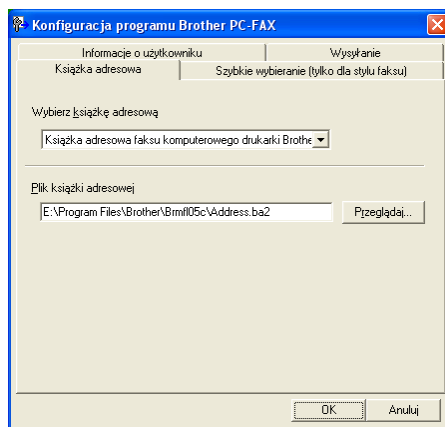 Konfiguracja programu Brother PC-FAX
Informacje o użytkowniku
Wysyłanie
Książka adresowa
Szybkie wybieranie (tylko dla stylu faksu)
Wybierz książkę adresową
Książka adresowa faksu komputerowego drukarki Brothe
Plik książki adresowej
E:\Program Files\Brother\Brmfl05c\Address.ba2
Przeglądaj...
OK
Anuluj